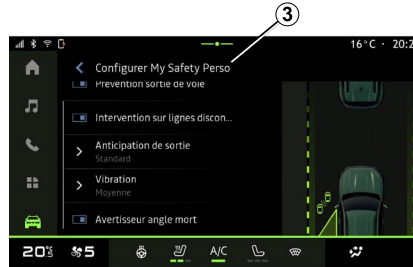 3
16°C · 20:2
Configurer My Safety Perso
Prévention sortie de voie
Intervention sur lignes discon...
Anticipation de sortie
Standard
Vibration
Moyenne
Avertisseur angle mort
5
A/C